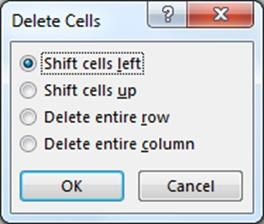 Delete Cells ?
Shift cells left
Shift cells up
Delete entire row
Delete entire column
OK Cancel